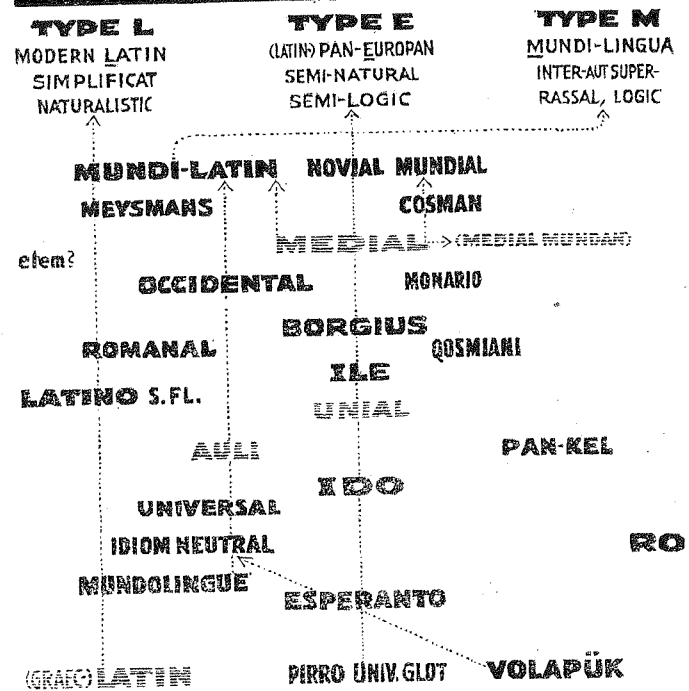 TYPE L TYPE E TYPE M
MODERN LATIN (LATIN-) PAN-EUROPAN MUNDI-LINGUA
SIMPLIFICAT SEMI-NATURAL INTER-AUT SUPER-
NATURALISTIC SEMI-LOGIC RASSAL, LOGIC
MUNDI-LATIN NOVIAL MUNDIAL
MEYSMANS COSMAN
MEDIAL (MEDIAL MUNDAN)
etem?
OCCIDENTAL MONARIO
BORGIUS
ROMANAL QOSMIANI
ILE
LATINO S.FL.
UNIAL
AULI PAN-KEL
IDO
UNIVERSAL
IDIOM NEUTRAL RO
MUNDOLINGUE
ESPERANTO
(GRAEC-) LATIN PIRRO UNIV. GLOT VOLAPÜK